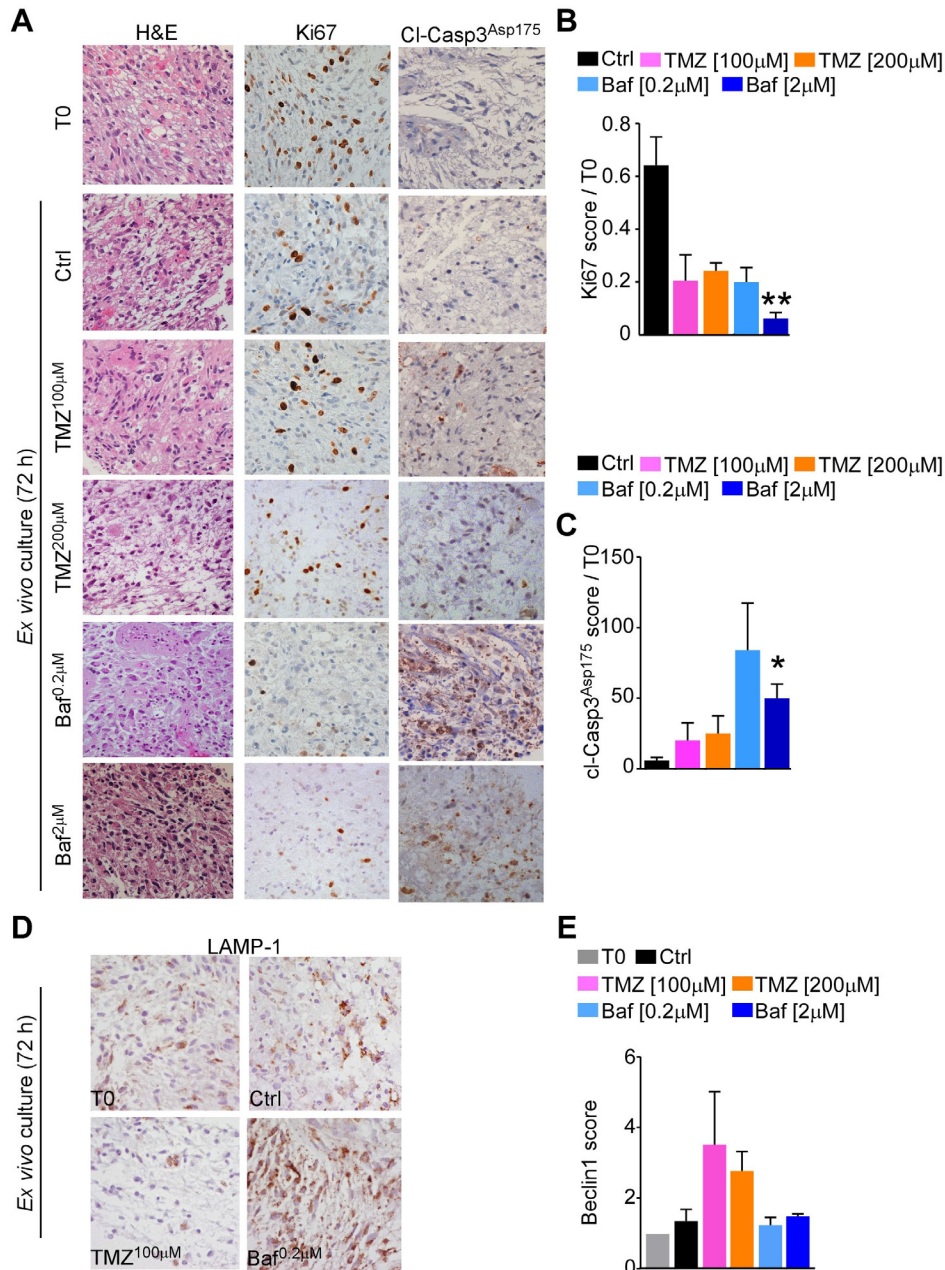 A
H&E Ki67 Cl-Casp3Asp175
T0
Ex vivo culture (72 h)
Ctrl
TMZ100μM
TMZ200μM
Baf0.2μM
Baf2μM
B
Ctrl TMZ [100μM] TMZ [200μM]
Baf [0.2μM] Baf [2μM]
Ki67 score / T0
0.8
0.6
0.4
0.2
0
**
Ctrl TMZ [100μM] TMZ [200μM]
Baf [0.2μM] Baf [2μM]
C
cl-Casp3Asp175 score / T0
150
100
50
0
*
D
LAMP-1
Ex vivo culture (72 h)
T0 Ctrl
TMZ100μM Baf0.2μM
E
T0 Ctrl
TMZ [100μM] TMZ [200μM]
Baf [0.2μM] Baf [2μM]
Beclin1 score
6
4
2
0